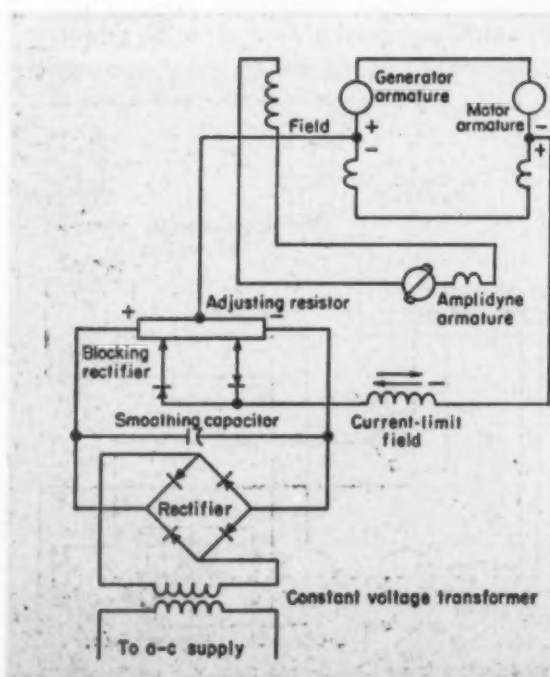 Generator
armature
Motor
armature
+
−
−
+
Field
Amplidyne
armature
+
Adjusting resistor
−
Blocking
rectifier
−
Smoothing capacitor
Current-limit
field
Rectifier
Constant voltage transformer
To a-c supply